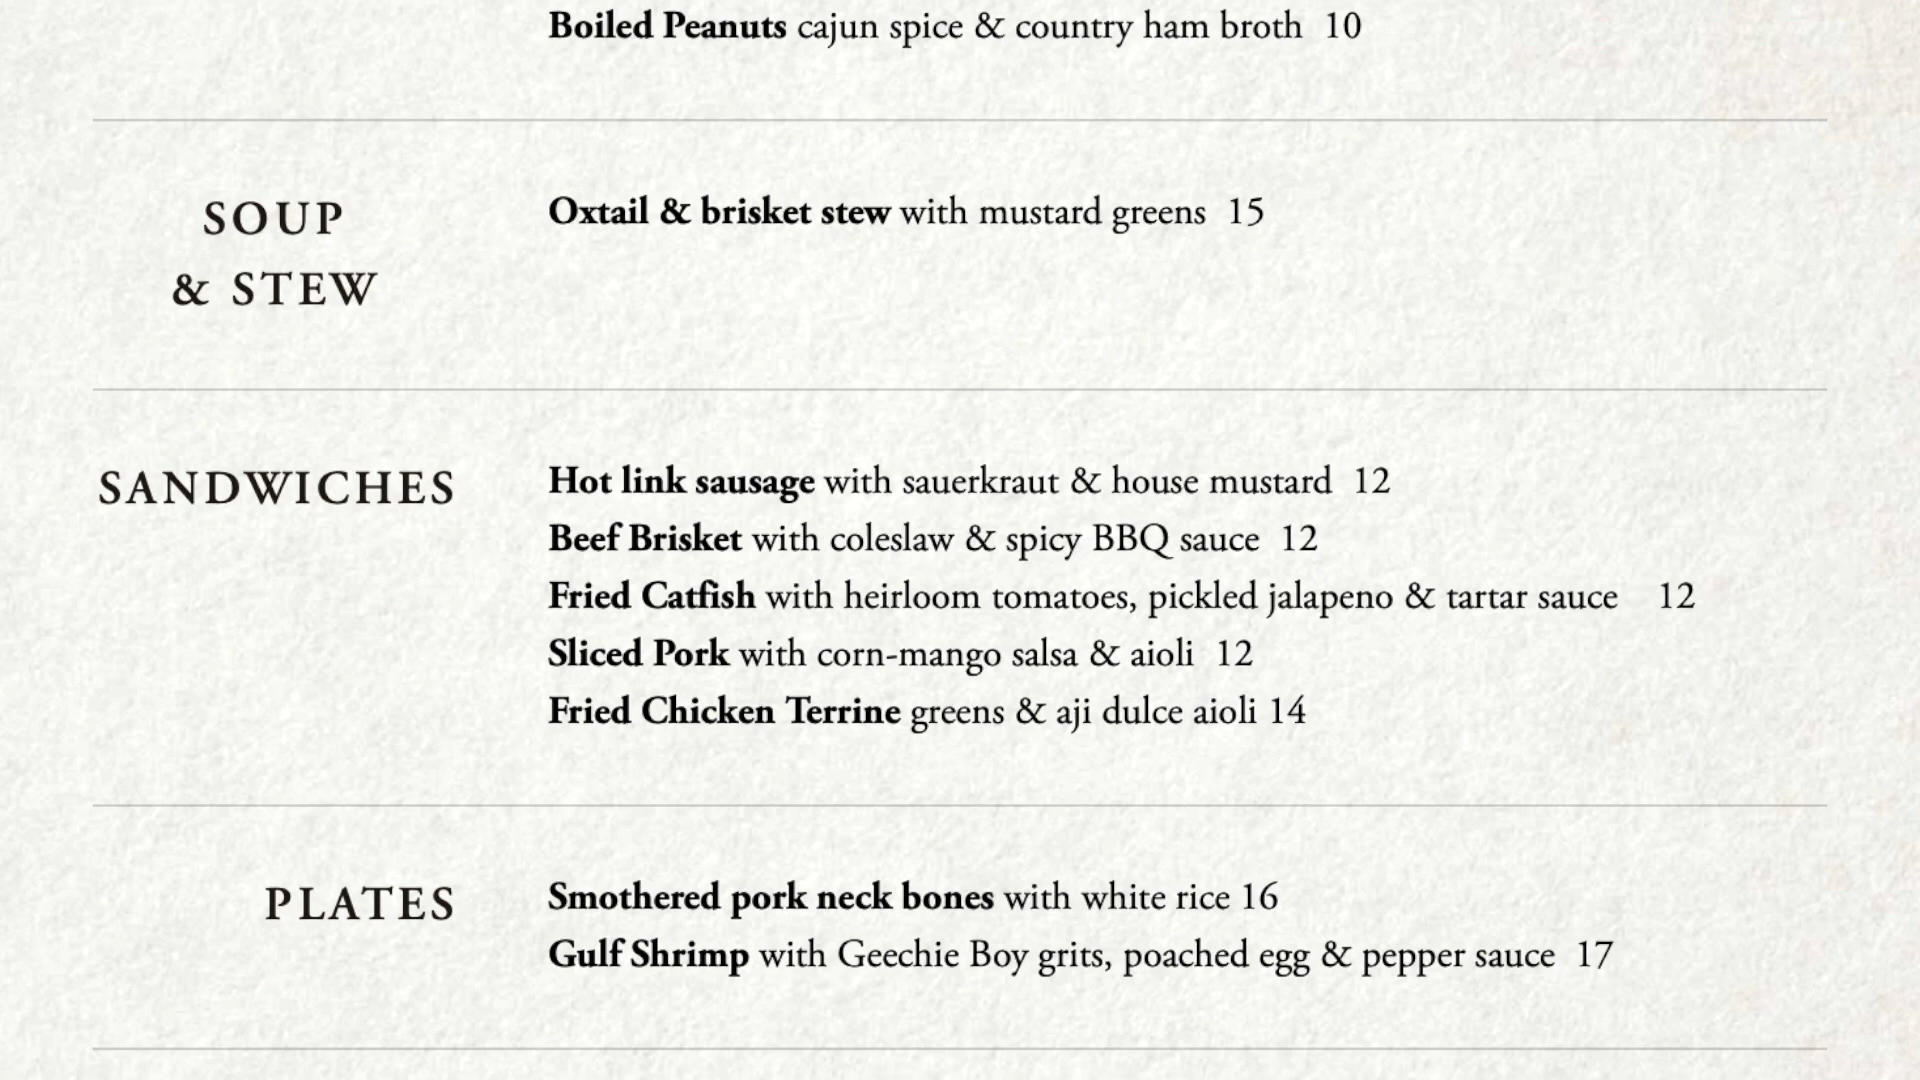 Boiled Peanuts cajun spice & country ham broth 10
SOUP
& STEW
Oxtail & brisket stew with mustard greens 15
SANDWICHES
Hot link sausage with sauerkraut & house mustard 12
Beef Brisket with coleslaw & spicy BBQ sauce 12
Fried Catfish with heirloom tomatoes, pickled jalapeno & tartar sauce 12
Sliced Pork with corn-mango salsa & aioli 12
Fried Chicken Terrine greens & aji dulce aioli 14
PLATES
Smothered pork neck bones with white rice 16
Gulf Shrimp with Geechie Boy grits, poached egg & pepper sauce 17